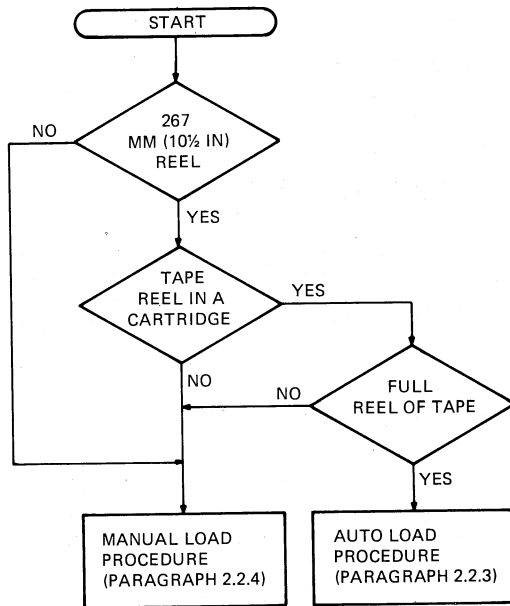 START
NO
267
MM (10½ IN)
REEL
YES
TAPE
REEL IN A
CARTRIDGE
YES
NO
NO
FULL
REEL OF TAPE
YES
MANUAL LOAD
PROCEDURE
(PARAGRAPH 2.2.4)
AUTO LOAD
PROCEDURE
(PARAGRAPH 2.2.3)